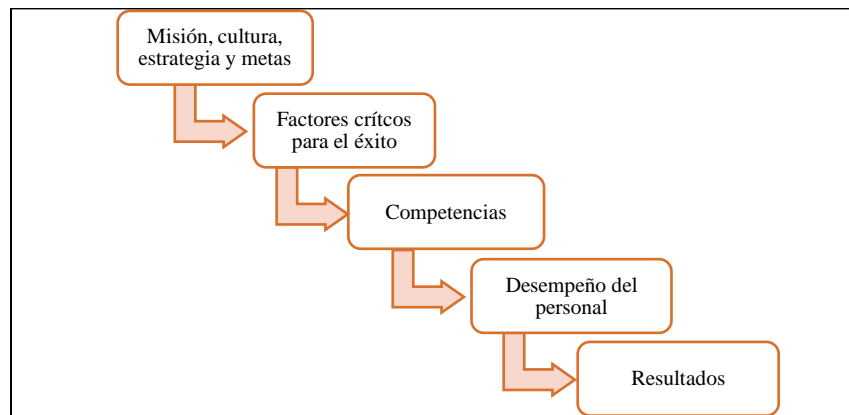 Misión, cultura,
estrategia y metas
Factores crítcos
para el éxito
Competencias
Desempeño del
personal
Resultados